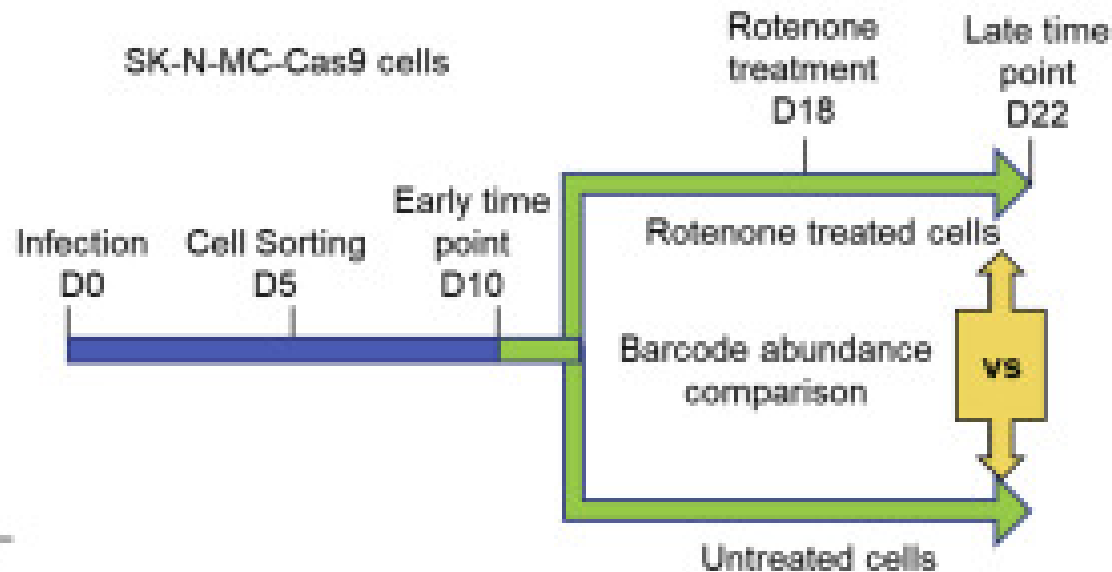 SK-N-MC-Cas9 cells
Rotenone
treatment
D18
Late time
point
D22
Infection
D0
Cell Sorting
D5
Early time
point
D10
Rotenone treated cells
Barcode abundance
comparison
vs
Untreated cells